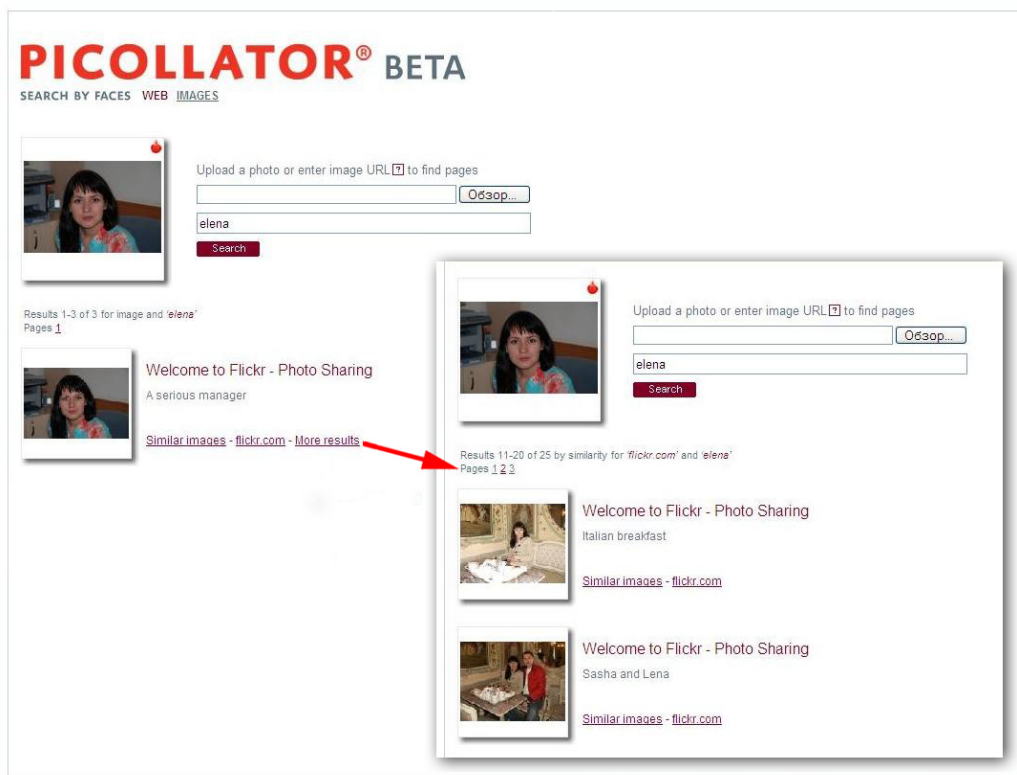 PICOLLATOR® BETA
SEARCH BY FACES WEB IMAGES
Upload a photo or enter image URL ? to find pages
Обзор...
elena
Search
Results 1-3 of 3 for image and 'elena'
Pages 1
Welcome to Flickr - Photo Sharing
A serious manager
Similar images - flickr.com - More results
Upload a photo or enter image URL ? to find pages
Обзор...
elena
Search
Results 11-20 of 25 by similarity for 'flickr.com' and 'elena'
Pages 1 2 3
Welcome to Flickr - Photo Sharing
Italian breakfast
Similar images - flickr.com
Welcome to Flickr - Photo Sharing
Sasha and Lena
Similar images - flickr.com